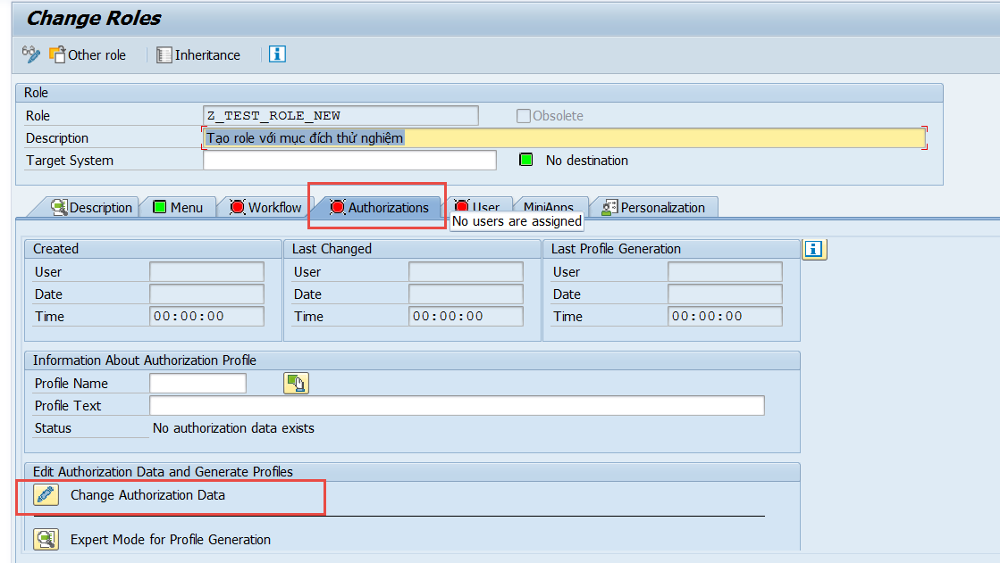 Change Roles
Other role Inheritance
Role
Role Z_TEST_ROLE_NEW Obsolete
Description Tạo role với mục đích thử nghiệm
Target System No destination
Description Menu Workflow Authorizations User MiniApps Personalization
No users are assigned
Created Last Changed Last Profile Generation
User User User
Date Date Date
Time 00:00:00 Time 00:00:00 Time 00:00:00
Information About Authorization Profile
Profile Name
Profile Text
Status No authorization data exists
Edit Authorization Data and Generate Profiles
Change Authorization Data
Expert Mode for Profile Generation